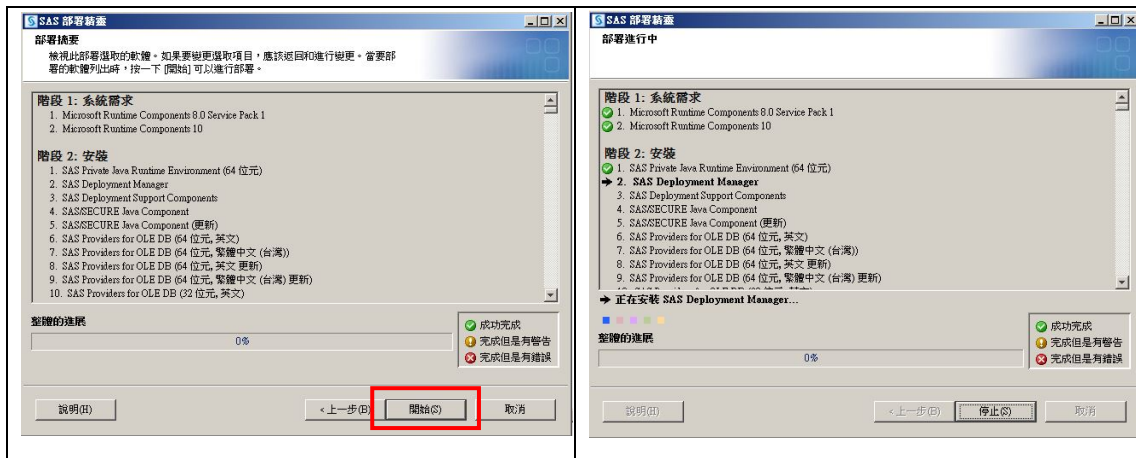 SAS 部署精靈
部署摘要
檢視此部署選取的軟體。如果要變更選取項目,應該返回和進行變更。當要部
署的軟體列出時,按一下 [開始] 可以進行部署。
階段 1: 系統需求
1. Microsoft Runtime Components 8.0 Service Pack 1
2. Microsoft Runtime Components 10
階段 2: 安裝
1. SAS Private Java Runtime Environment (64 位元)
2. SAS Deployment Manager
3. SAS Deployment Support Components
4. SAS/SECURE Java Component
5. SAS/SECURE Java Component (更新)
6. SAS Providers for OLE DB (64 位元, 英文)
7. SAS Providers for OLE DB (64 位元, 繁體中文 (台灣))
8. SAS Providers for OLE DB (64 位元, 英文 更新)
9. SAS Providers for OLE DB (64 位元, 繁體中文 (台灣) 更新)
10. SAS Providers for OLE DB (32 位元, 英文)
整體的進展
0%
成功完成
完成但是有警告
完成但是有錯誤
說明(H)
<上一步(B)
開始(S)
取消
SAS 部署精靈
部署進行中
階段 1: 系統需求
1. Microsoft Runtime Components 8.0 Service Pack 1
2. Microsoft Runtime Components 10
階段 2: 安裝
1. SAS Private Java Runtime Environment (64 位元)
2. SAS Deployment Manager
3. SAS Deployment Support Components
4. SAS/SECURE Java Component
5. SAS/SECURE Java Component (更新)
6. SAS Providers for OLE DB (64 位元, 英文)
7. SAS Providers for OLE DB (64 位元, 繁體中文 (台灣))
8. SAS Providers for OLE DB (64 位元, 英文 更新)
9. SAS Providers for OLE DB (64 位元, 繁體中文 (台灣) 更新)
正在安裝 SAS Deployment Manager...
整體的進展
0%
成功完成
完成但是有警告
完成但是有錯誤
說明(H)
<上一步(B)
停止(S)
取消